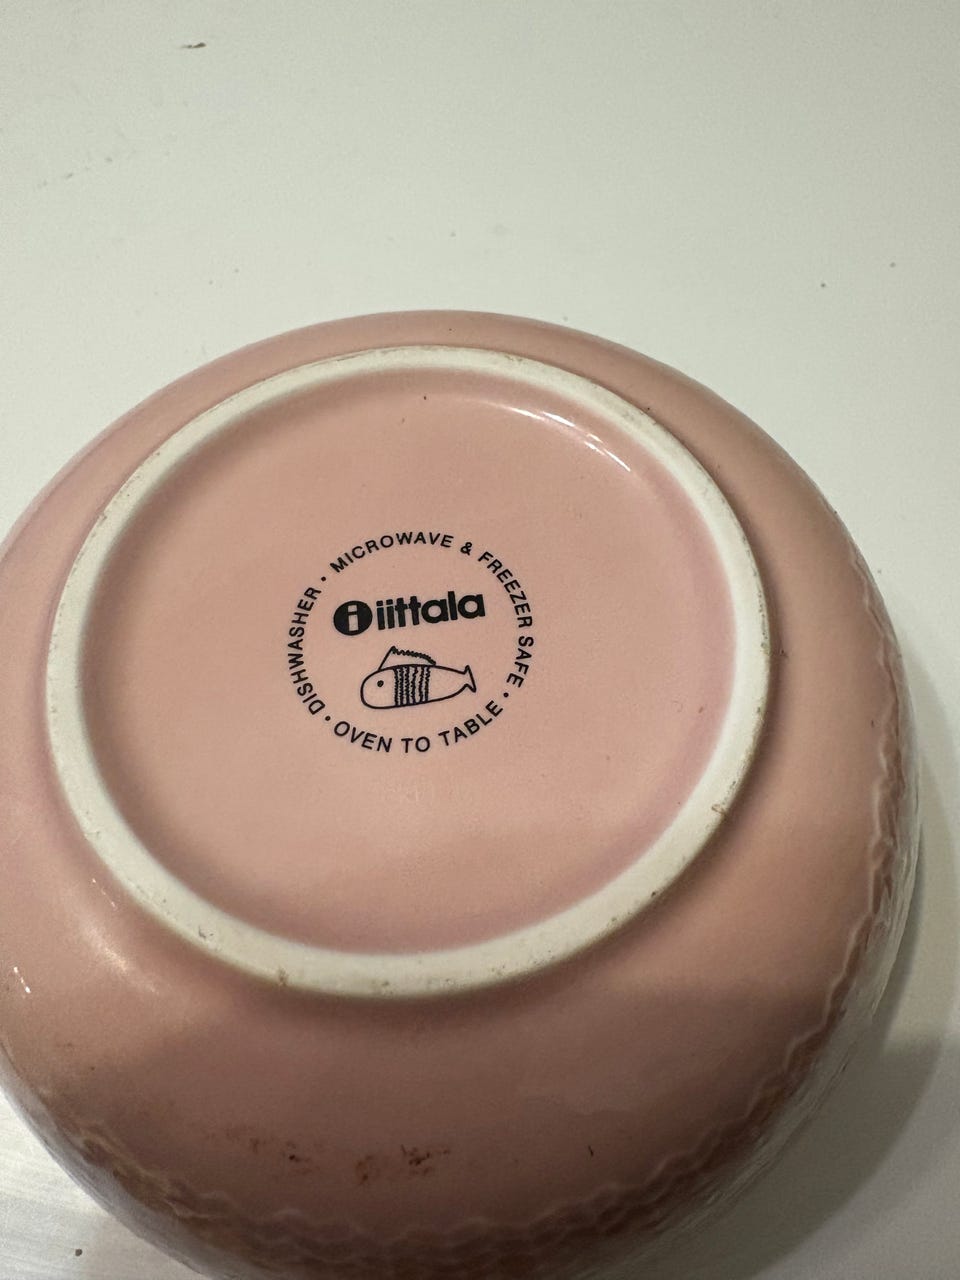 MICROWAVE & FREEZER SAFE • OVEN TO TABLE • DISHWASHER •
i iittala